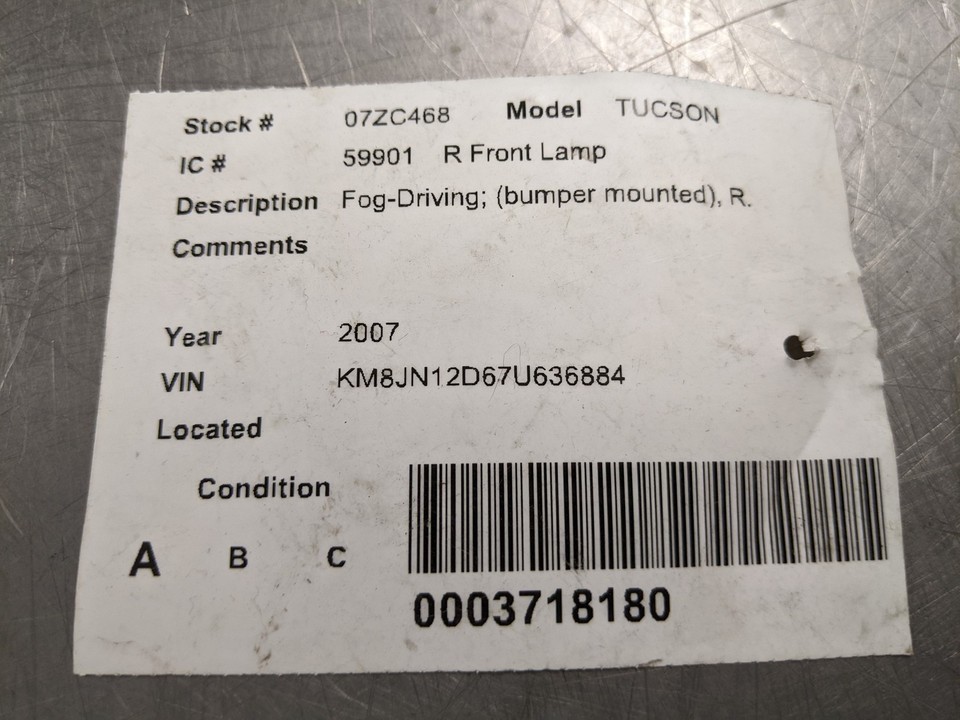 Stock # 07ZC468 Model TUCSON
IC # 59901 R Front Lamp
Description Fog-Driving; (bumper mounted), R.
Comments
Year 2007
VIN KM8JN12D67U636884
Located
Condition
A B C
0003718180